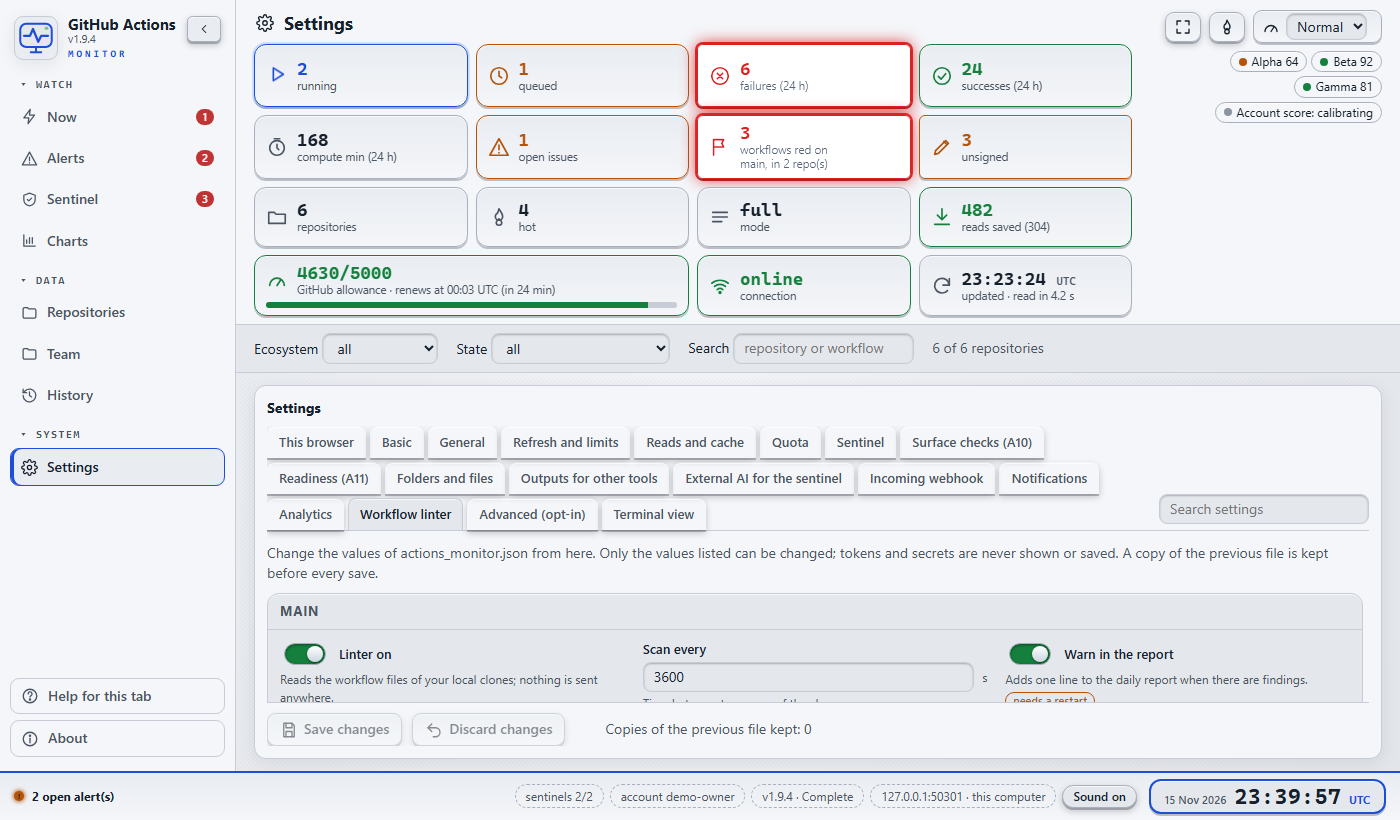 GitHub Actions
v1.9.4
MONITOR
WATCH
Now 1
Alerts 2
Sentinel 3
Charts
DATA
Repositories
Team
History
SYSTEM
Settings
Help for this tab
About
Settings
Normal
Alpha 64
Beta 92
Gamma 81
Account score: calibrating
2
running
1
queued
6
failures (24 h)
24
successes (24 h)
168
compute min (24 h)
1
open issues
3
workflows red on
main, in 2 repo(s)
3
unsigned
6
repositories
4
hot
full
mode
482
reads saved (304)
4630/5000
GitHub allowance · renews at 00:03 UTC (in 24 min)
online
connection
23:23:24 UTC
updated · read in 4.2 s
Ecosystem all State all Search repository or workflow 6 of 6 repositories
Settings
This browser Basic General Refresh and limits Reads and cache Quota Sentinel Surface checks (A10)
Readiness (A11) Folders and files Outputs for other tools External AI for the sentinel Incoming webhook Notifications
Analytics Workflow linter Advanced (opt-in) Terminal view Search settings
Change the values of actions_monitor.json from here. Only the values listed can be changed; tokens and secrets are never shown or saved. A copy of the previous file is kept
before every save.
MAIN
Linter on
Reads the workflow files of your local clones; nothing is sent
anywhere.
Scan every
3600 s
Warn in the report
Adds one line to the daily report when there are findings.
needs a restart
Save changes Discard changes Copies of the previous file kept: 0
2 open alert(s) sentinels 2/2 account demo-owner v1.9.4 · Complete 127.0.0.1:50301 · this computer Sound on 15 Nov 2026 23:39:57 UTC